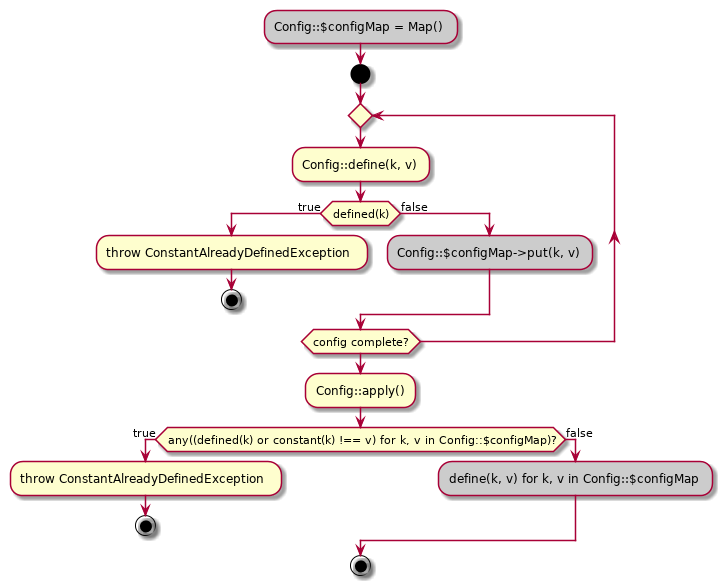 Config::$configMap = Map()
Config::define(k, v)
true
defined(k)
false
throw ConstantAlreadyDefinedException
Config::$configMap->put(k, v)
config complete?
Config::apply()
true
any((defined(k) or constant(k) !== v) for k, v in Config::$configMap)?
false
throw ConstantAlreadyDefinedException
define(k, v) for k, v in Config::$configMap